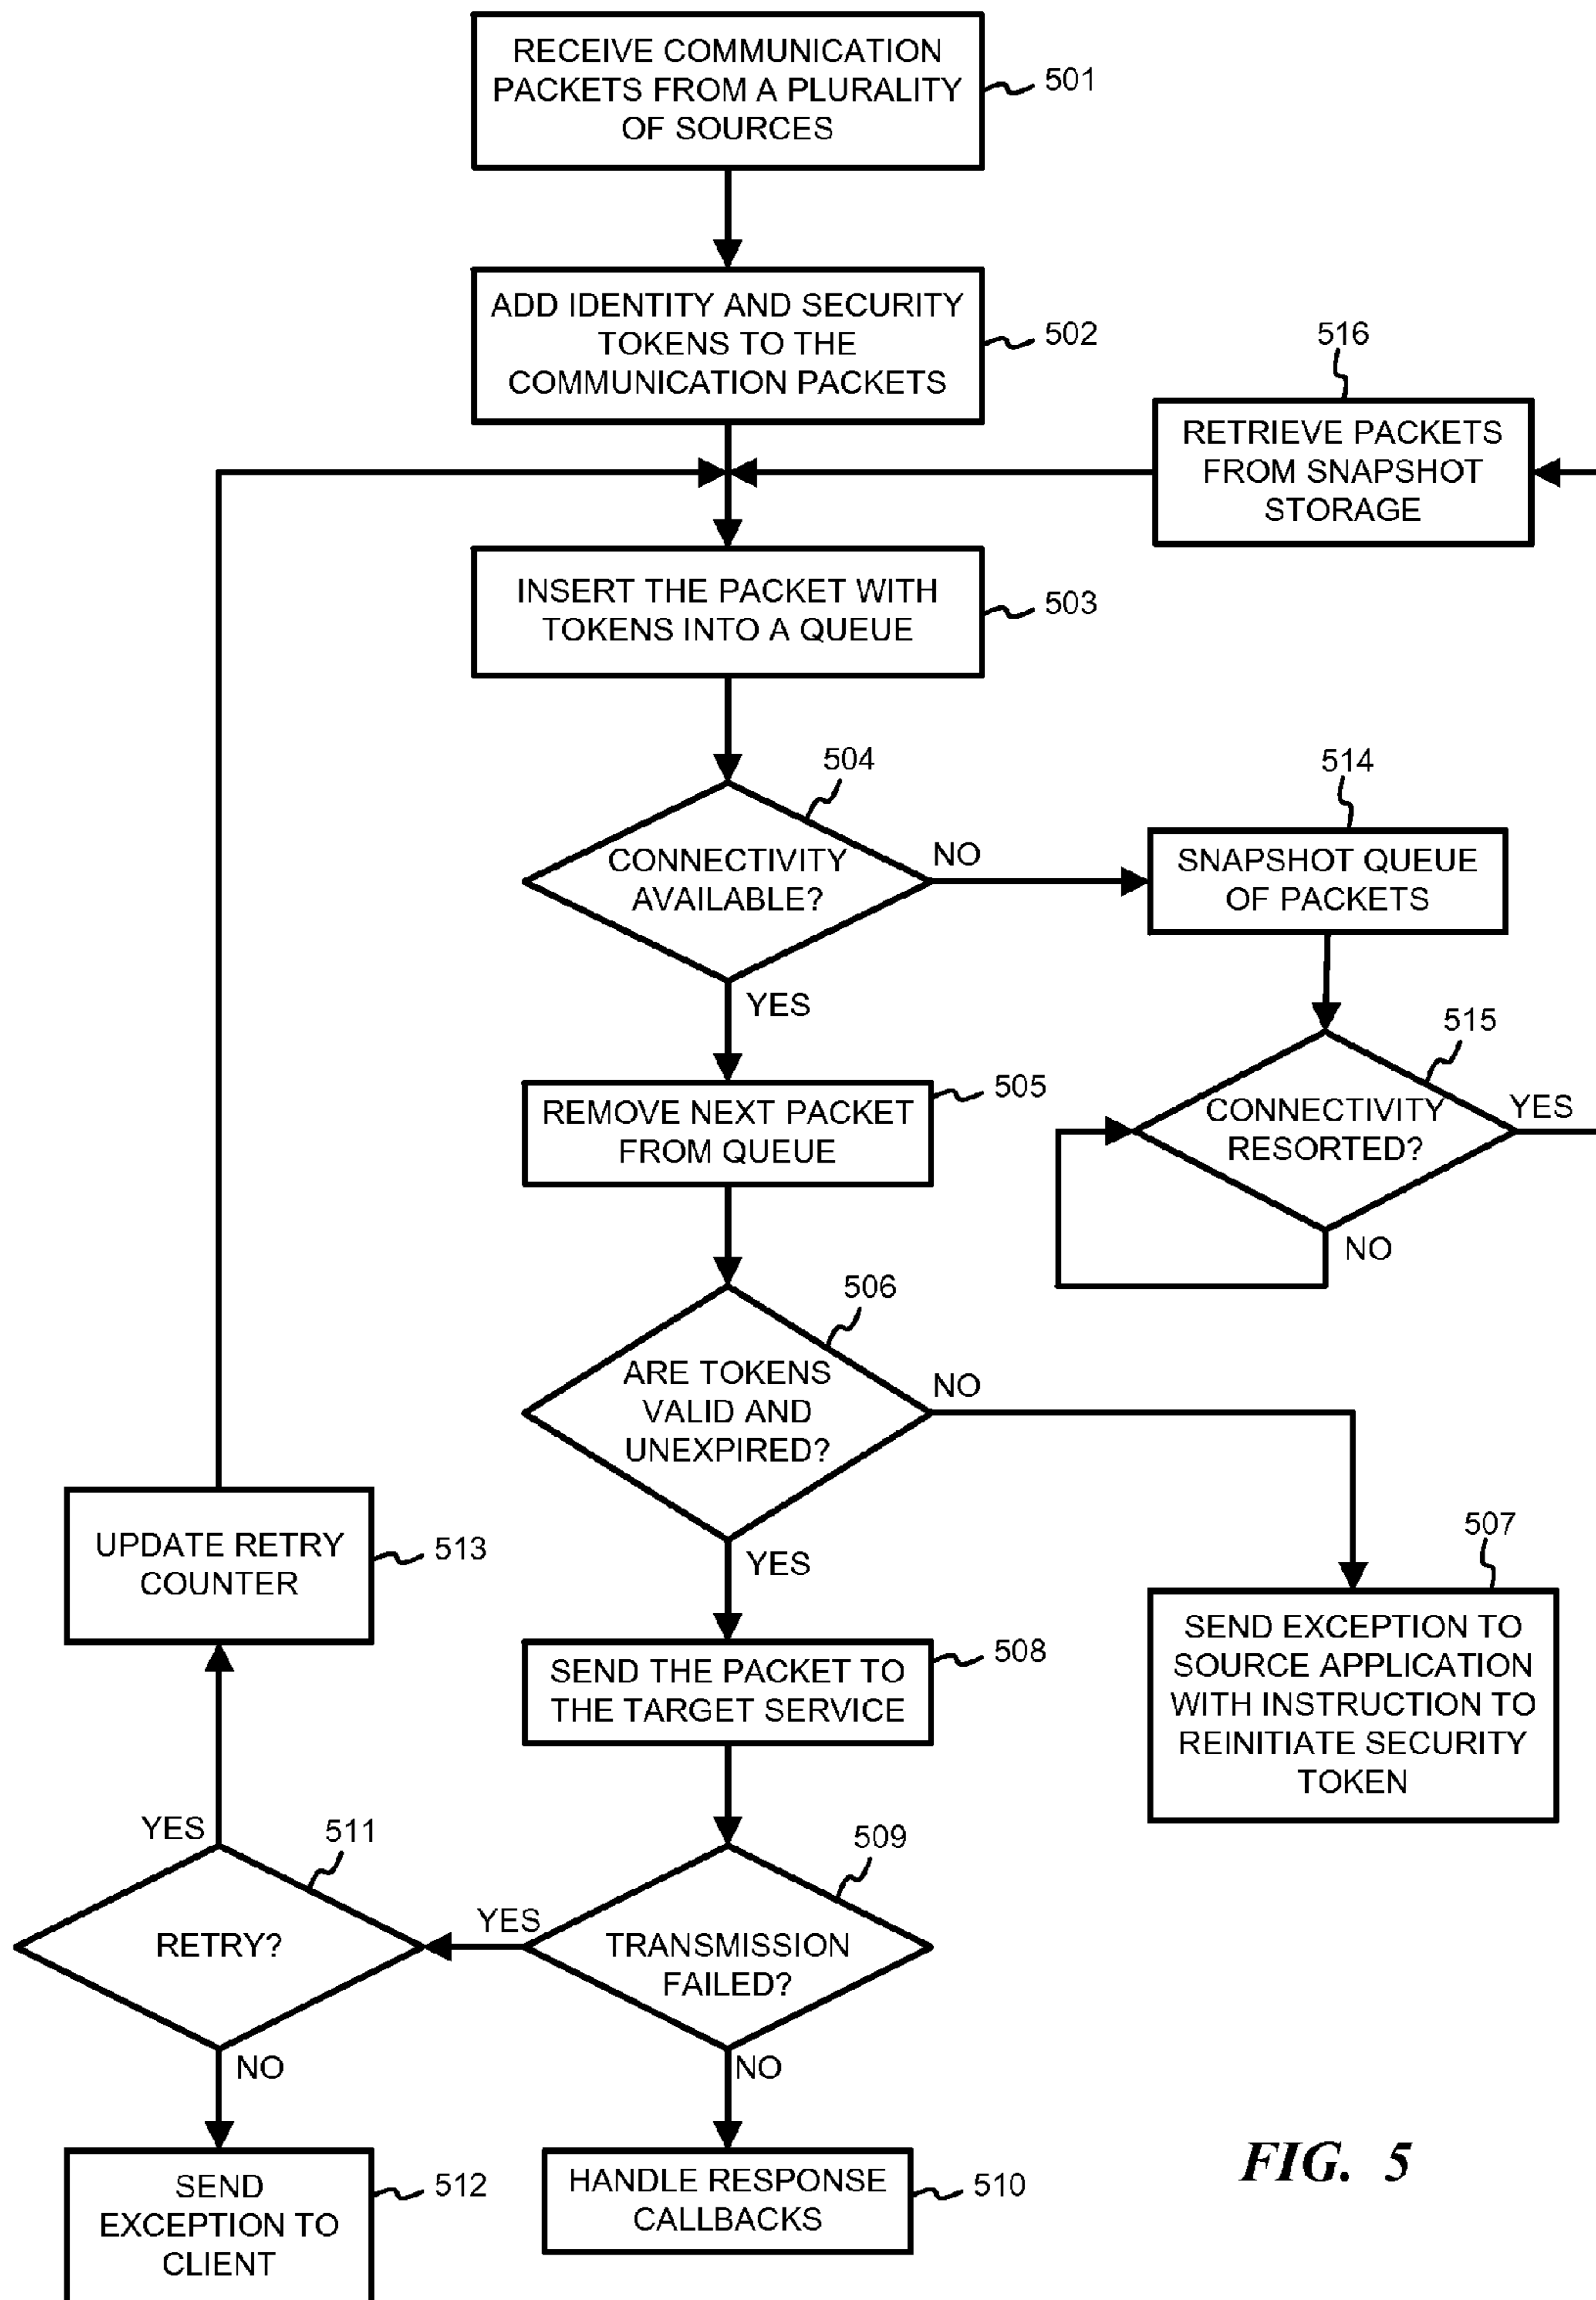 RECEIVE COMMUNICATION
PACKETS FROM A PLURALITY
OF SOURCES
501
ADD IDENTITY AND SECURITY
TOKENS TO THE
COMMUNICATION PACKETS
502
516
RETRIEVE PACKETS
FROM SNAPSHOT
STORAGE
INSERT THE PACKET WITH
TOKENS INTO A QUEUE
503
504
CONNECTIVITY
AVAILABLE?
NO
YES
514
SNAPSHOT QUEUE
OF PACKETS
515
CONNECTIVITY
RESORTED?
YES
NO
REMOVE NEXT PACKET
FROM QUEUE
505
506
ARE TOKENS
VALID AND
UNEXPIRED?
NO
YES
507
SEND EXCEPTION TO
SOURCE APPLICATION
WITH INSTRUCTION TO
REINITIATE SECURITY
TOKEN
UPDATE RETRY
COUNTER
513
SEND THE PACKET TO
THE TARGET SERVICE
508
YES
511
RETRY?
NO
YES
509
TRANSMISSION
FAILED?
NO
SEND
EXCEPTION TO
CLIENT
512
HANDLE RESPONSE
CALLBACKS
510
FIG. 5